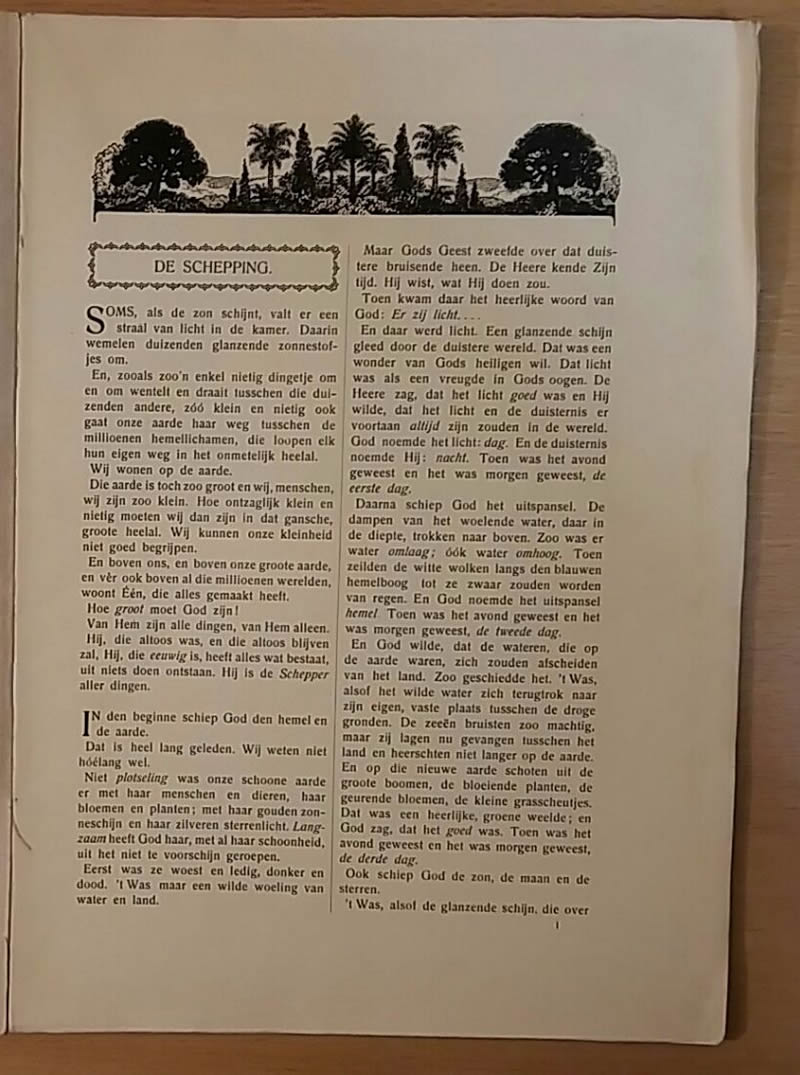 DE SCHEPPING.
SOMS, als de zon schijnt, valt er een
straal van licht in de kamer. Daarin
wemelen duizenden glanzende zonnestof-
jes om.
En, zooals zoo'n enkel nietig dingetje om
en om wentelt en draait tusschen die dui-
zenden andere, zóó klein en nietig ook
gaat onze aarde haar weg tusschen de
millioenen hemellichamen, die loopen elk
hun eigen weg in het onmetelijk heelal.
Wij wonen op de aarde.
Die aarde is toch zoo groot en wij, menschen,
wij zijn zoo klein. Hoe ontzaglijk klein en
nietig moeten wij dan zijn in dat gansche,
groote heelal. Wij kunnen onze kleinheid
niet goed begrijpen.
En boven ons, en boven onze groote aarde,
en vèr ook boven al die millioenen werelden,
woont Één, die alles gemaakt heeft.
Hoe groot moet God zijn!
Van Hem zijn alle dingen, van Hem alleen.
Hij, die altoos was, en die altoos blijven
zal, Hij, die eeuwig is, heeft alles wat bestaat,
uit niets doen ontstaan. Hij is de Schepper
aller dingen.
IN den beginne schiep God den hemel en
de aarde.
Dat is heel lang geleden. Wij weten niet
hóélang wel.
Niet plotseling was onze schoone aarde
er met haar menschen en dieren, haar
bloemen en planten; met haar gouden zon-
neschijn en haar zilveren sterrenlicht. Lang-
zaam heeft God haar, met al haar schoonheid,
uit het niet te voorschijn geroepen.
Eerst was ze woest en ledig, donker en
dood. 't Was maar een wilde woeling van
water en land.
Maar Gods Geest zweefde over dat duis-
tere bruisende heen. De Heere kende Zijn
tijd. Hij wist, wat Hij doen zou.
Toen kwam daar het heerlijke woord van
God: Er zij licht....
En daar werd licht. Een glanzende schijn
gleed door de duistere wereld. Dat was een
wonder van Gods heiligen wil. Dat licht
was als een vreugde in Gods oogen. De
Heere zag, dat het licht goed was en Hij
wilde, dat het licht en de duisternis er
voortaan altijd zijn zouden in de wereld.
God noemde het licht: dag. En de duisternis
noemde Hij: nacht. Toen was het avond
geweest en het was morgen geweest, de
eerste dag.
Daarna schiep God het uitspansel. De
dampen van het woelende water, daar in
de diepte, trokken naar boven. Zoo was er
water omlaag; óók water omhoog. Toen
zeilden de witte wolken langs den blauwen
hemelboog tot ze zwaar zouden worden
van regen. En God noemde het uitspansel
hemel Toen was het avond geweest en het
was morgen geweest, de tweede dag.
En God wilde, dat de wateren, die op
de aarde waren, zich zouden afscheiden
van het land. Zoo geschiedde het. 't Was,
alsof het wilde water zich terugtrok naar
zijn eigen, vaste plaats tusschen de droge
gronden. De zeeën bruisten zoo machtig,
maar zij lagen nu gevangen tusschen het
land en heerschten niet langer op de aarde.
En op die nieuwe aarde schoten uit de
groote boomen, de bloeiende planten, de
geurende bloemen, de kleine grasscheutjes.
Dat was een heerlijke, groene weelde; en
God zag, dat het goed was. Toen was het
avond geweest en het was morgen geweest,
de derde dag.
Ook schiep God de zon, de maan en de
sterren.
't Was, alsof de glanzende schijn, die over
1